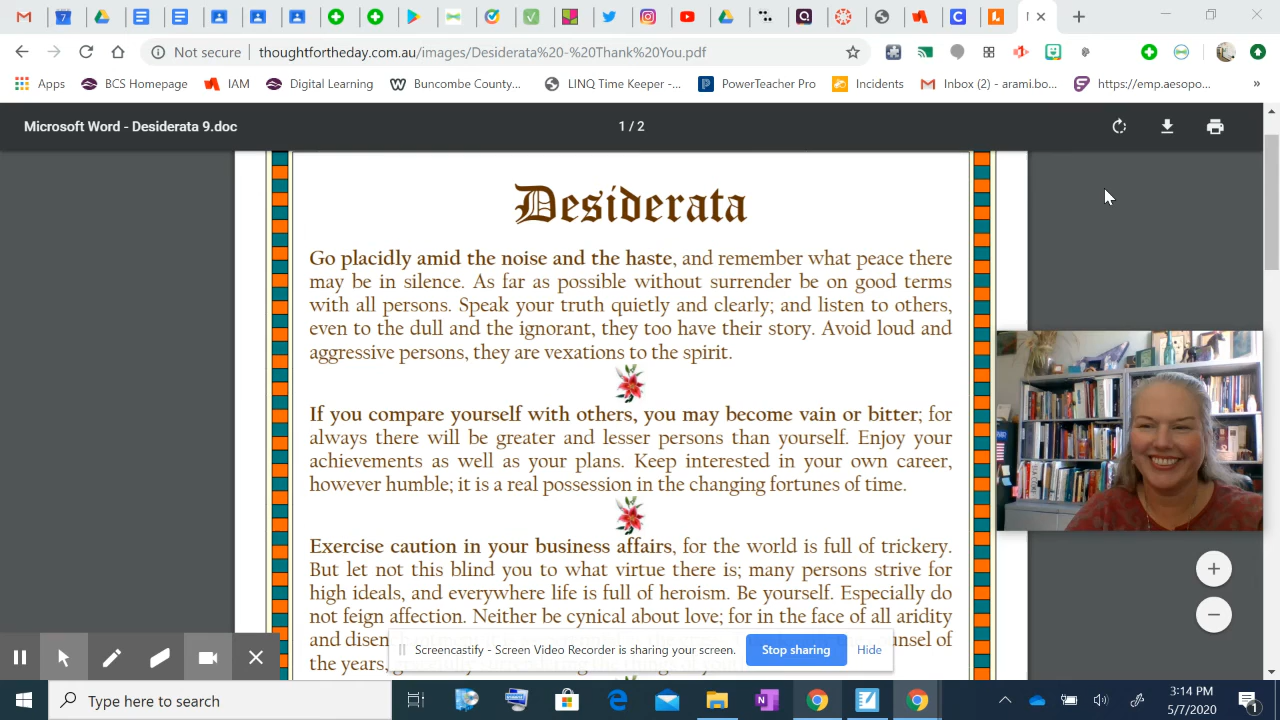 Not secure
thoughtfortheday.com.au/images/Desiderata%20-%20Thank%20You.pdf
Apps
BCS Homepage
IAM
Digital Learning
Buncombe County...
LINQ Time Keeper -...
PowerTeacher Pro
Incidents
Inbox (2) - arami.bo...
https://emp.aesopo...
»
Microsoft Word - Desiderata 9.doc
1 / 2
Desiderata
Go placidly amid the noise and the haste, and remember what peace there
may be in silence. As far as possible without surrender be on good terms
with all persons. Speak your truth quietly and clearly; and listen to others,
even to the dull and the ignorant, they too have their story. Avoid loud and
aggressive persons, they are vexations to the spirit.
If you compare yourself with others, you may become vain or bitter; for
always there will be greater and lesser persons than yourself. Enjoy your
achievements as well as your plans. Keep interested in your own career,
however humble; it is a real possession in the changing fortunes of time.
Exercise caution in your business affairs, for the world is full of trickery.
But let not this blind you to what virtue there is; many persons strive for
high ideals, and everywhere life is full of heroism. Be yourself. Especially do
not feign affection. Neither be cynical about love; for in the face of all aridity
and disen
the years,
Screencastify - Screen Video Recorder is sharing your screen.
Stop sharing
Hide
Type here to search
3:14 PM
5/7/2020